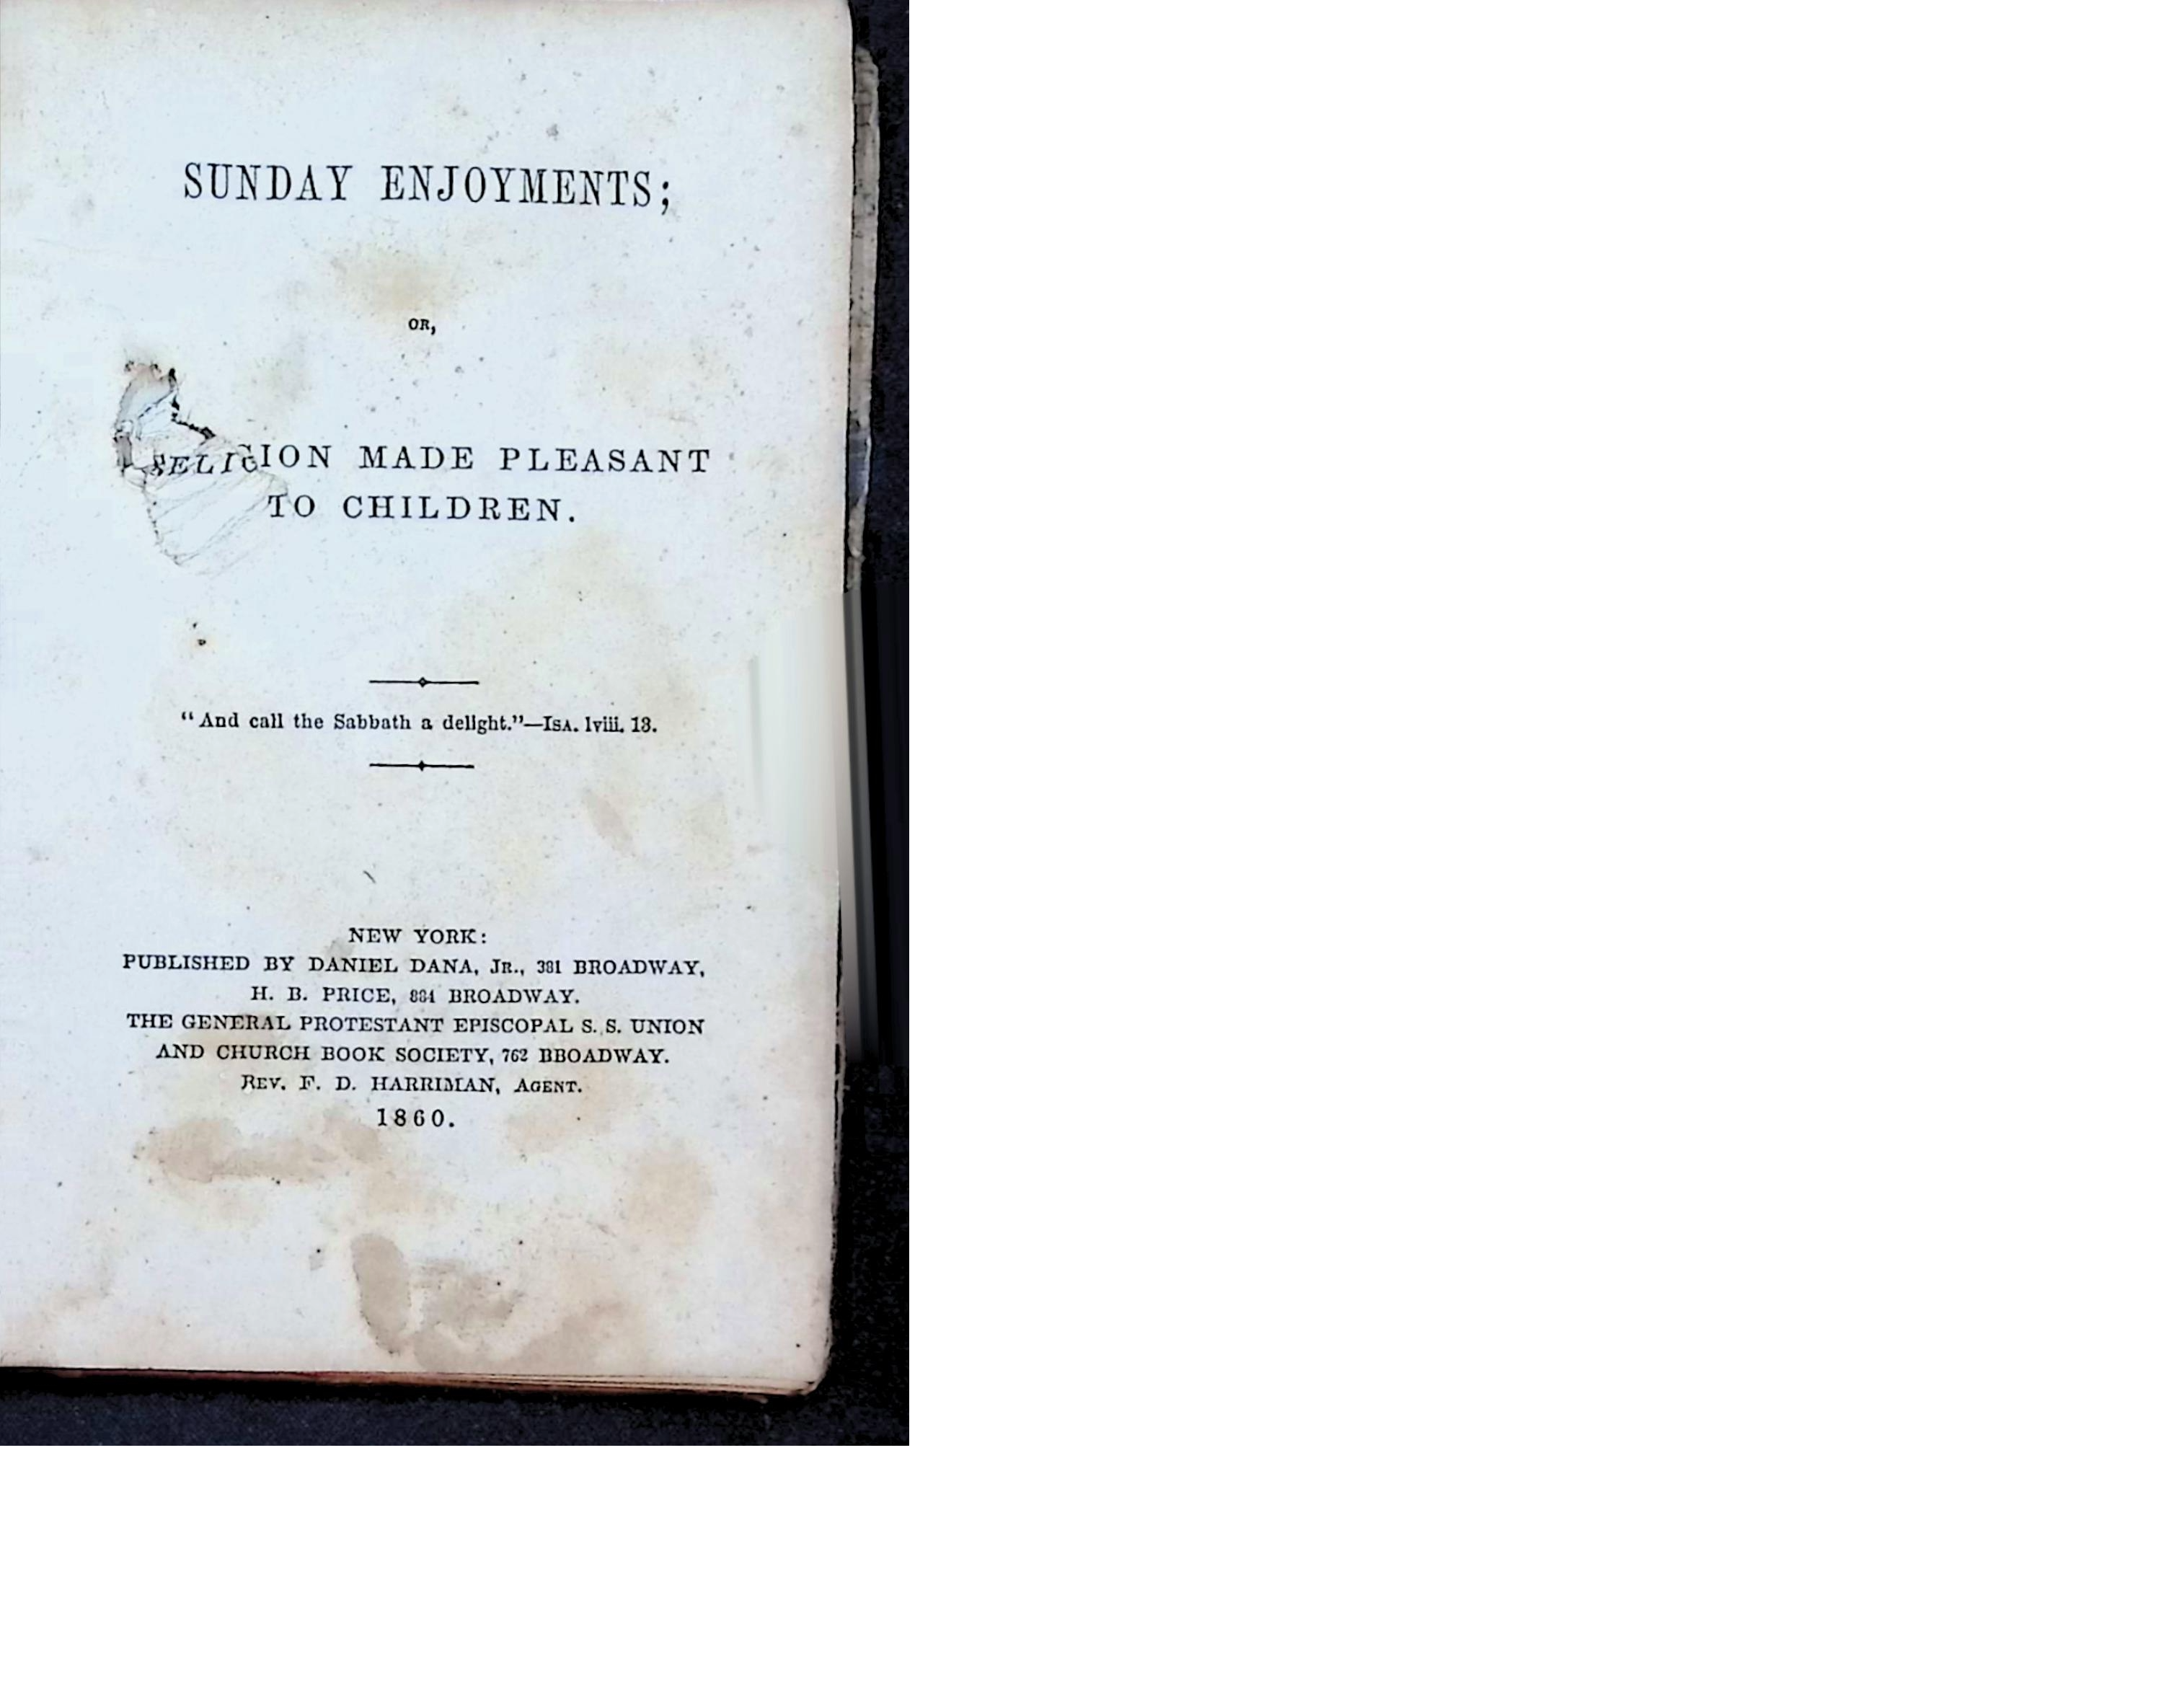 SUNDAY ENJOYMENTS;
OR,
RELIGION MADE PLEASANT
TO CHILDREN.
“And call the Sabbath a delight.”—ISA. lviii. 13.
NEW YORK:
PUBLISHED BY DANIEL DANA, JR., 381 BROADWAY,
H. B. PRICE, 884 BROADWAY.
THE GENERAL PROTESTANT EPISCOPAL S. S. UNION
AND CHURCH BOOK SOCIETY, 762 BBOADWAY.
REV. F. D. HARRIMAN, AGENT.
1860.